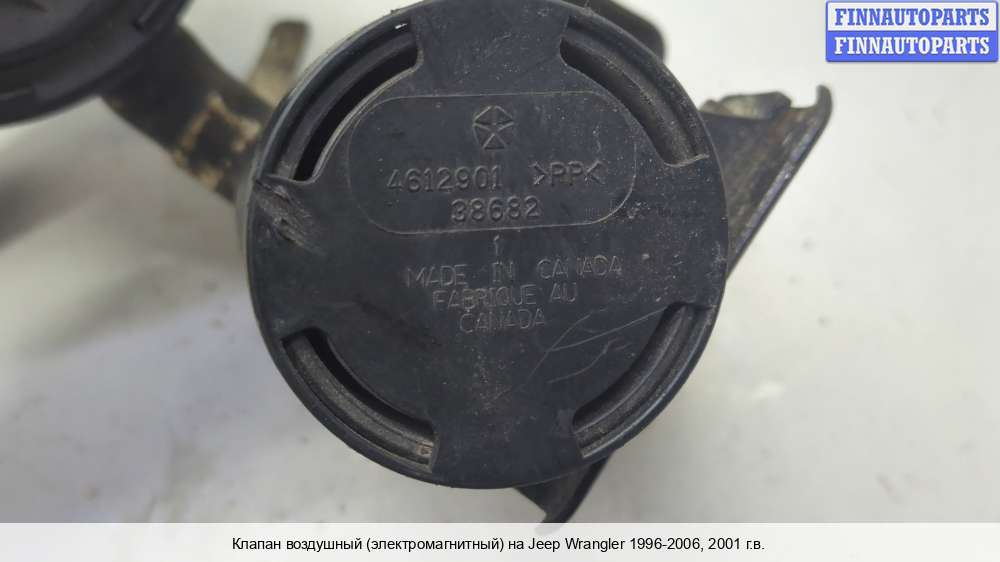 FINNAUTOPARTS
FINNAUTOPARTS
4612901 >PP<
38682
1
MADE IN CANADA
FABRIQUE AU
CANADA
Клапан воздушный (электромагнитный) на Jeep Wrangler 1996-2006, 2001 г.в.